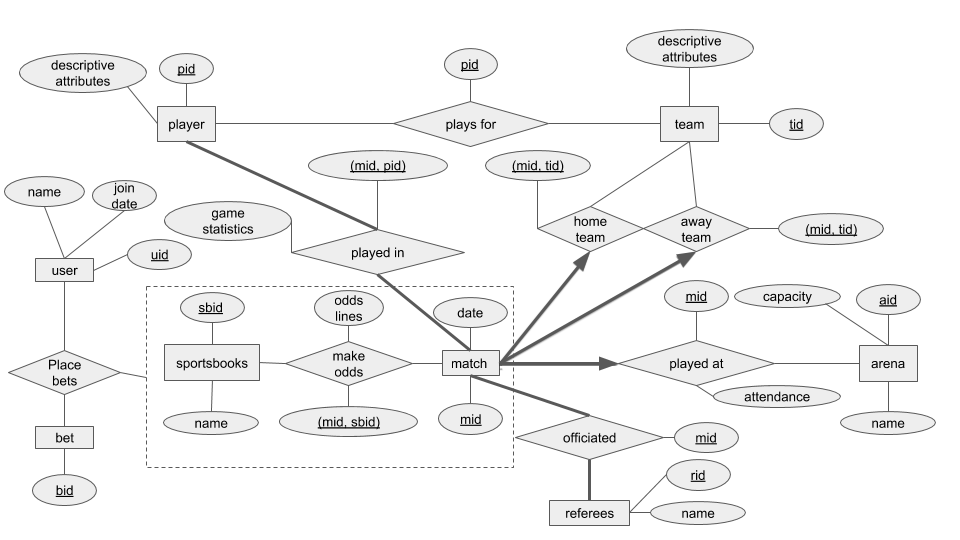 descriptive
attributes
pid
pid
descriptive
attributes
player
plays for
team
tid
(mid, pid)
(mid, tid)
name
join
date
game
statistics
home
team
away
team
(mid, tid)
uid
played in
user
sbid
odds
lines
date
mid
capacity
aid
Place
bets
sportsbooks
make
odds
match
played at
arena
attendance
name
(mid, sbid)
mid
name
bet
officiated
mid
rid
bid
referees
name